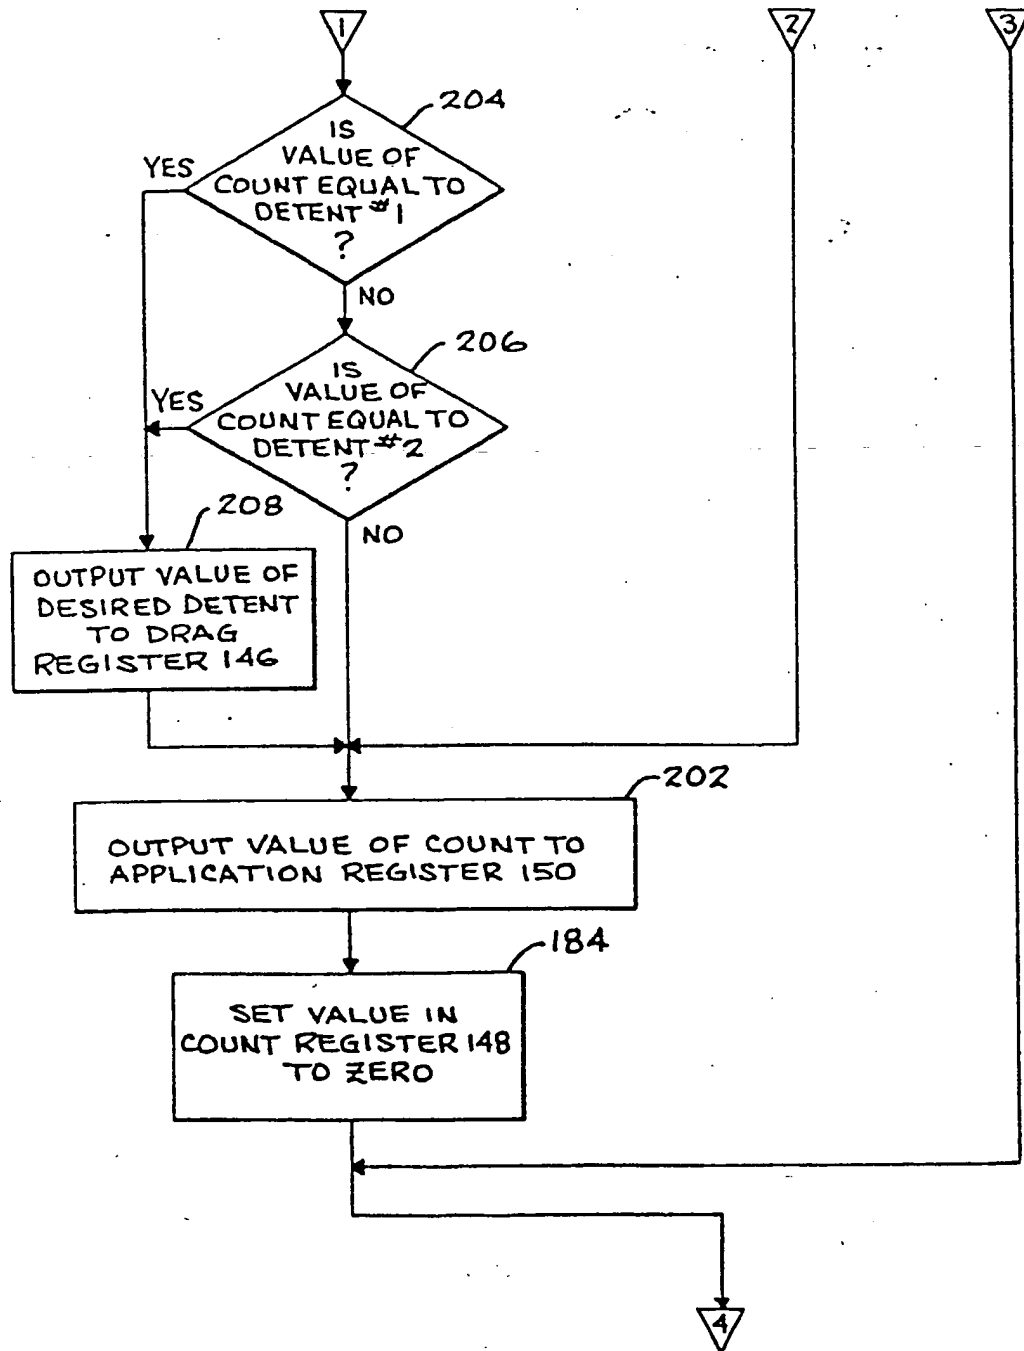 1
2
3
204
IS
VALUE OF
COUNT EQUAL TO
DETENT #1
?
YES
NO
206
IS
VALUE OF
COUNT EQUAL TO
DETENT #2
?
YES
NO
208
OUTPUT VALUE OF
DESIRED DETENT
TO DRAG
REGISTER 146
202
OUTPUT VALUE OF COUNT TO
APPLICATION REGISTER 150
184
SET VALUE IN
COUNT REGISTER 148
TO ZERO
4